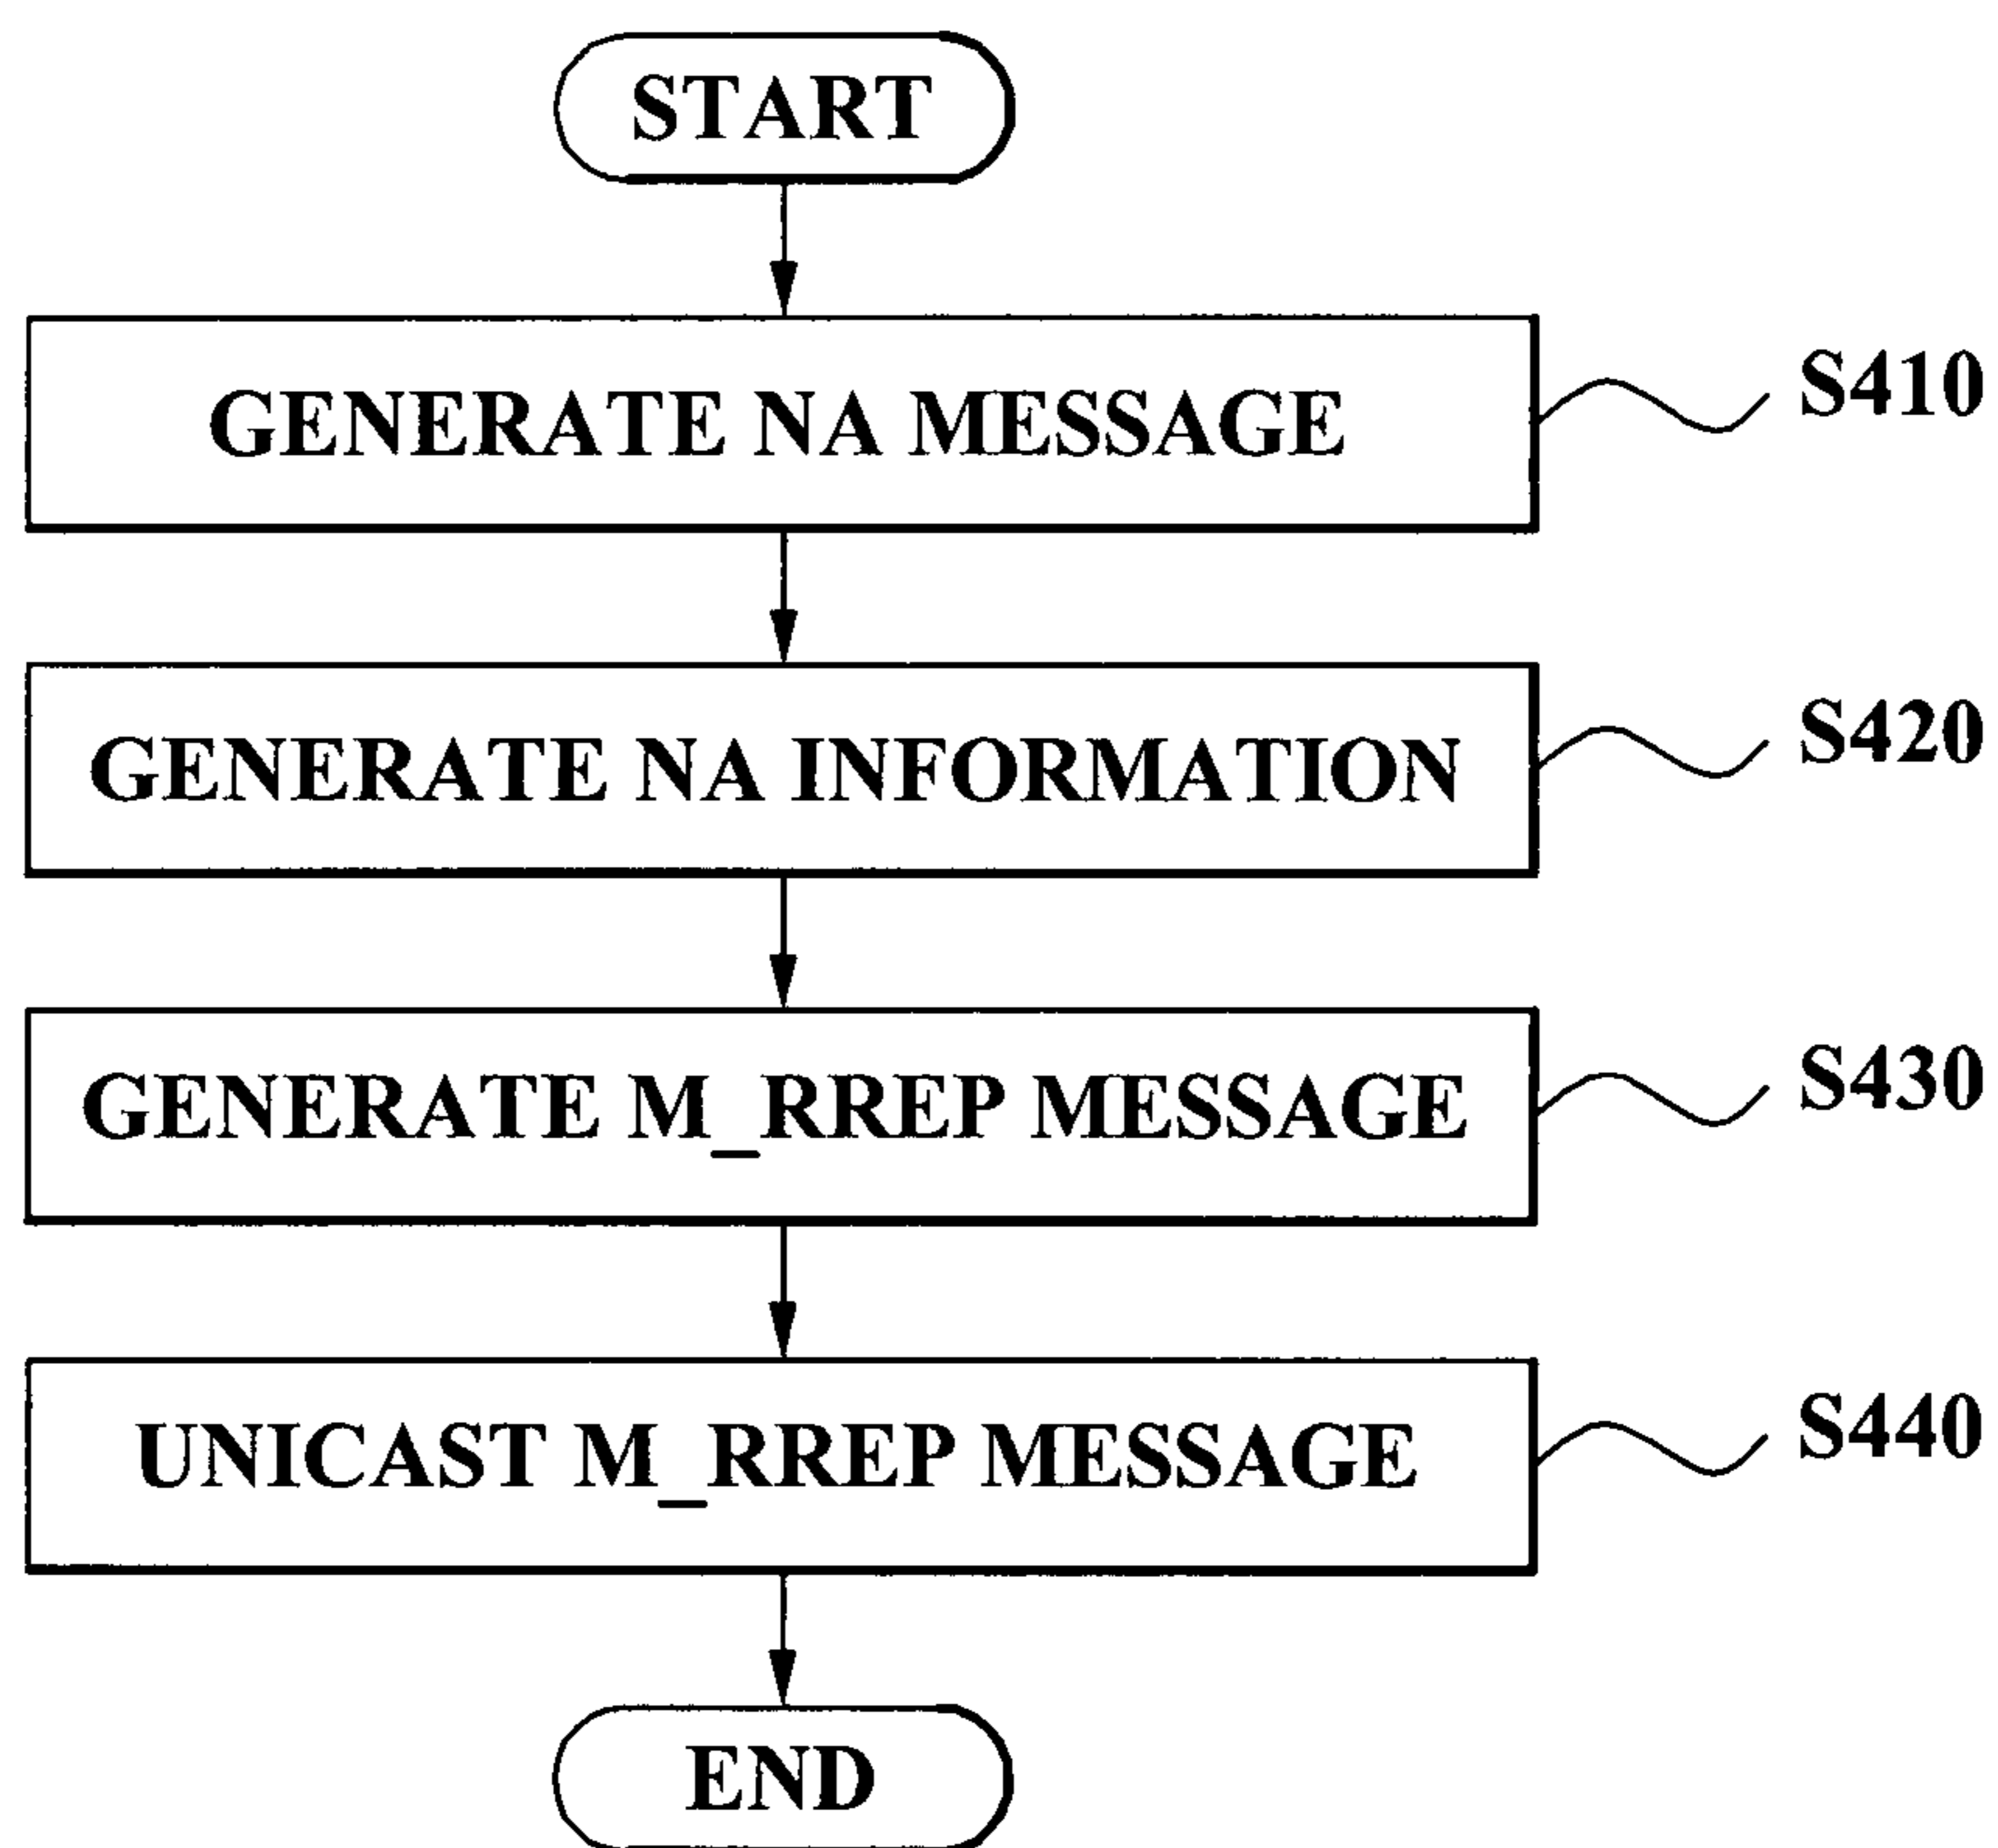 START
GENERATE NA MESSAGE
S410
GENERATE NA INFORMATION
S420
GENERATE M_RREP MESSAGE
S430
UNICAST M_RREP MESSAGE
S440
END